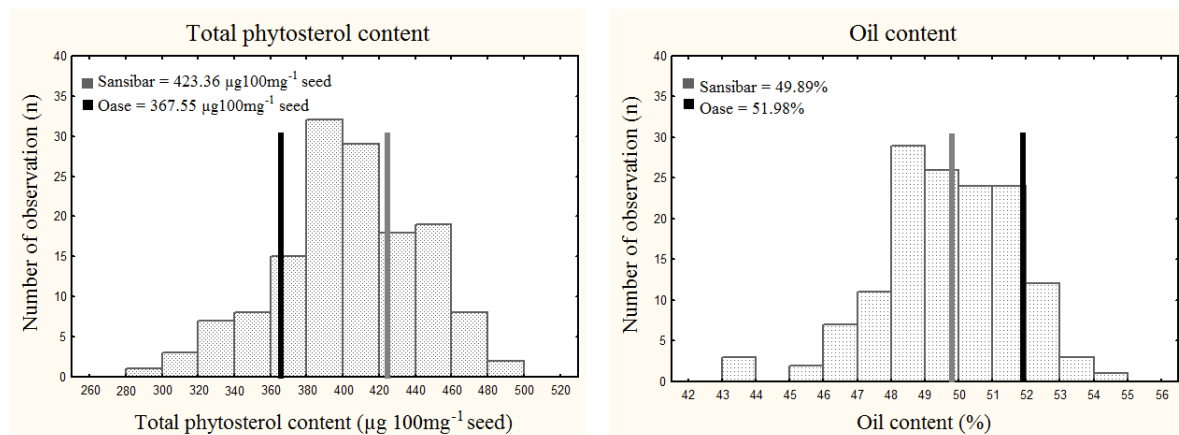 Total phytosterol content
40
35
30
25
20
15
10
5
0
Number of observation (n)
Sansibar = 423.36 µg100mg⁻¹ seed
Oase = 367.55 µg100mg⁻¹ seed
260 280 300 320 340 360 380 400 420 440 460 480 500 520
Total phytosterol content (µg 100mg⁻¹ seed)
Oil content
40
35
30
25
20
15
10
5
0
Number of observation (n)
Sansibar = 49.89%
Oase = 51.98%
42 43 44 45 46 47 48 49 50 51 52 53 54 55 56
Oil content (%)